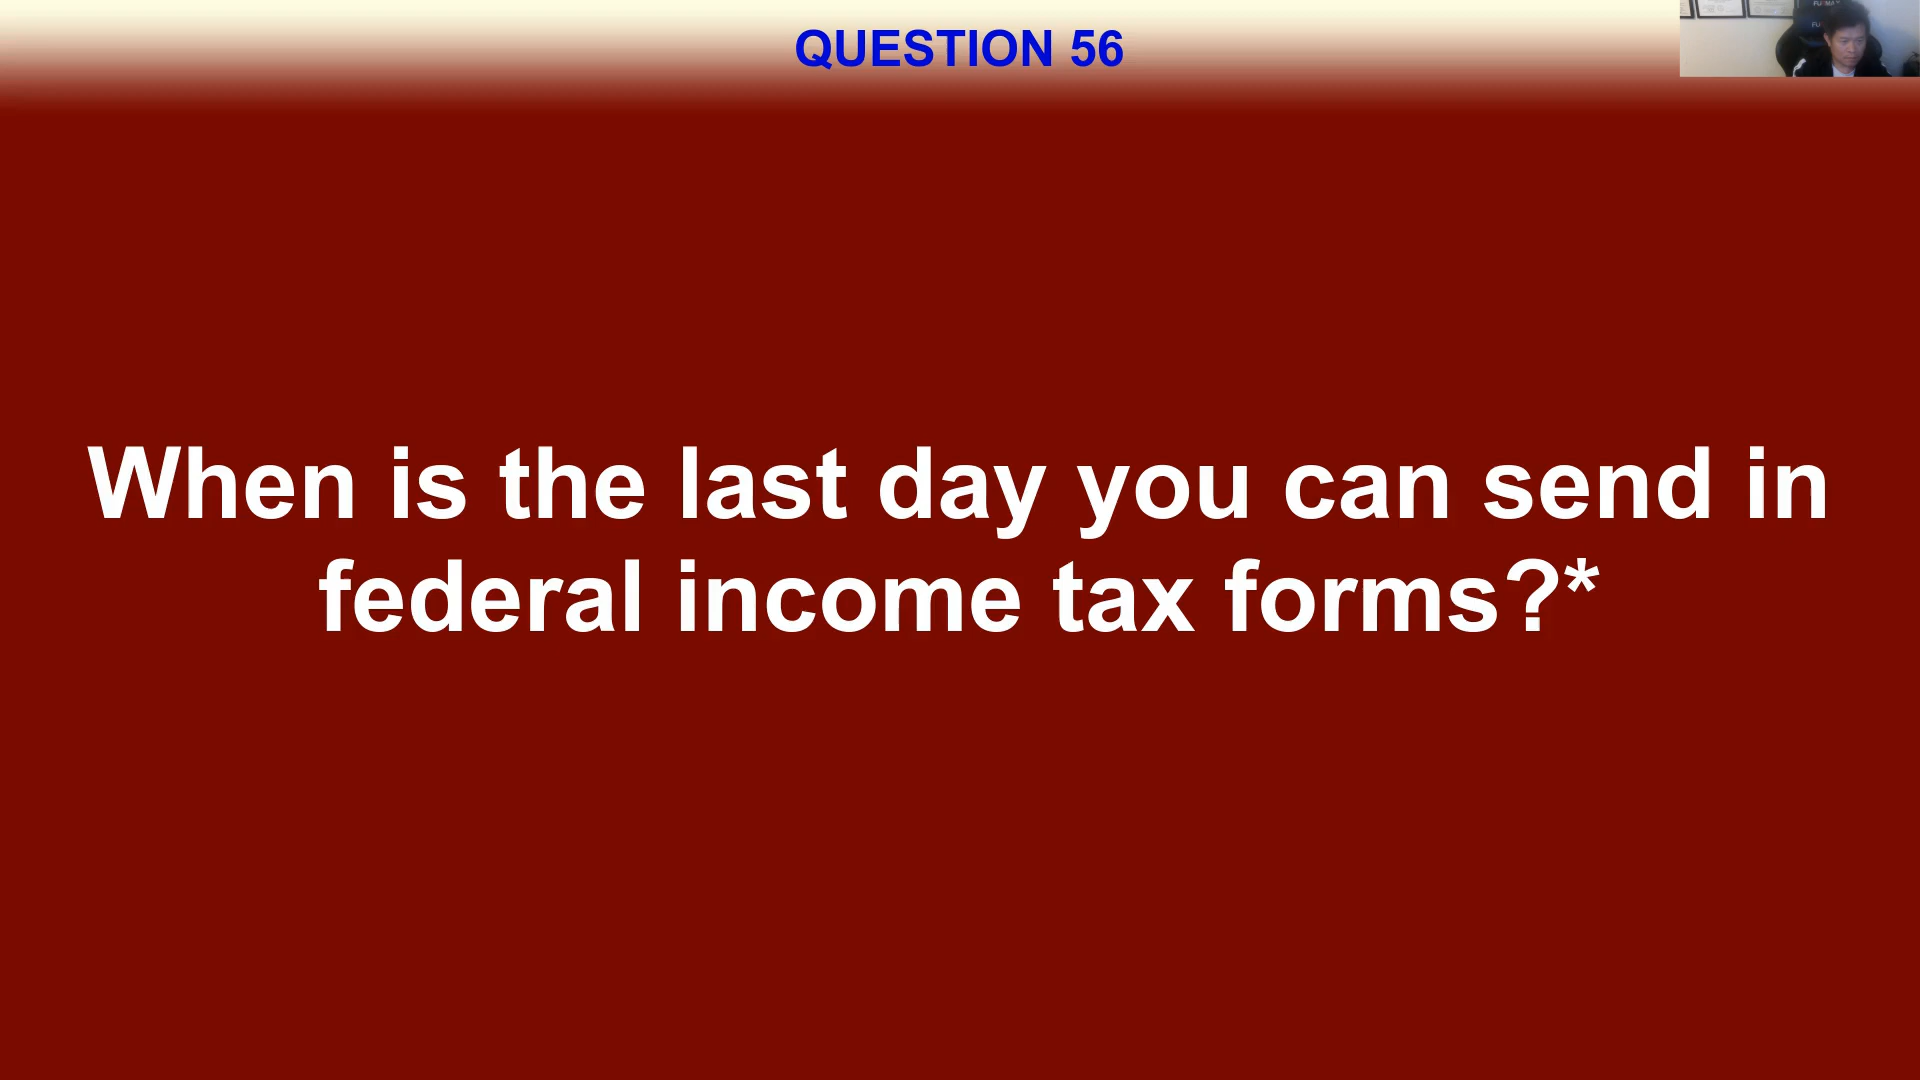 QUESTION 56
When is the last day you can send in
federal income tax forms?*